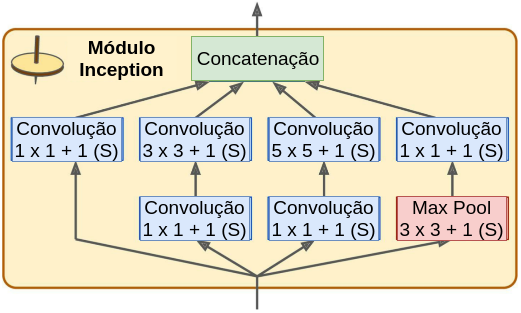 Módulo
Inception
Concatenação
Convolução
1 x 1 + 1 (S)
Convolução
3 x 3 + 1 (S)
Convolução
5 x 5 + 1 (S)
Convolução
1 x 1 + 1 (S)
Convolução
1 x 1 + 1 (S)
Convolução
1 x 1 + 1 (S)
Max Pool
3 x 3 + 1 (S)